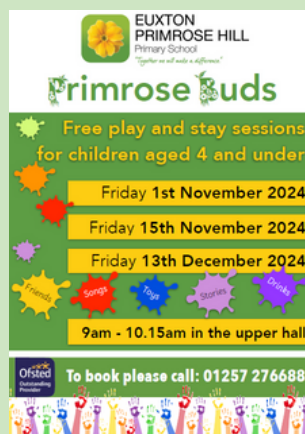 EUXTON
PRIMROSE HILL
Primary School
"Together we all make a difference"
Primrose Buds
Free play and stay sessions
for children aged 4 and under
Friday 1st November 2024
Friday 15th November 2024
Friday 13th December 2024
Friends
Songs
Toys
Stories
Drinks
9am - 10.15am in the upper hall
Ofsted
Outstanding
Provider
To book please call: 01257 276688